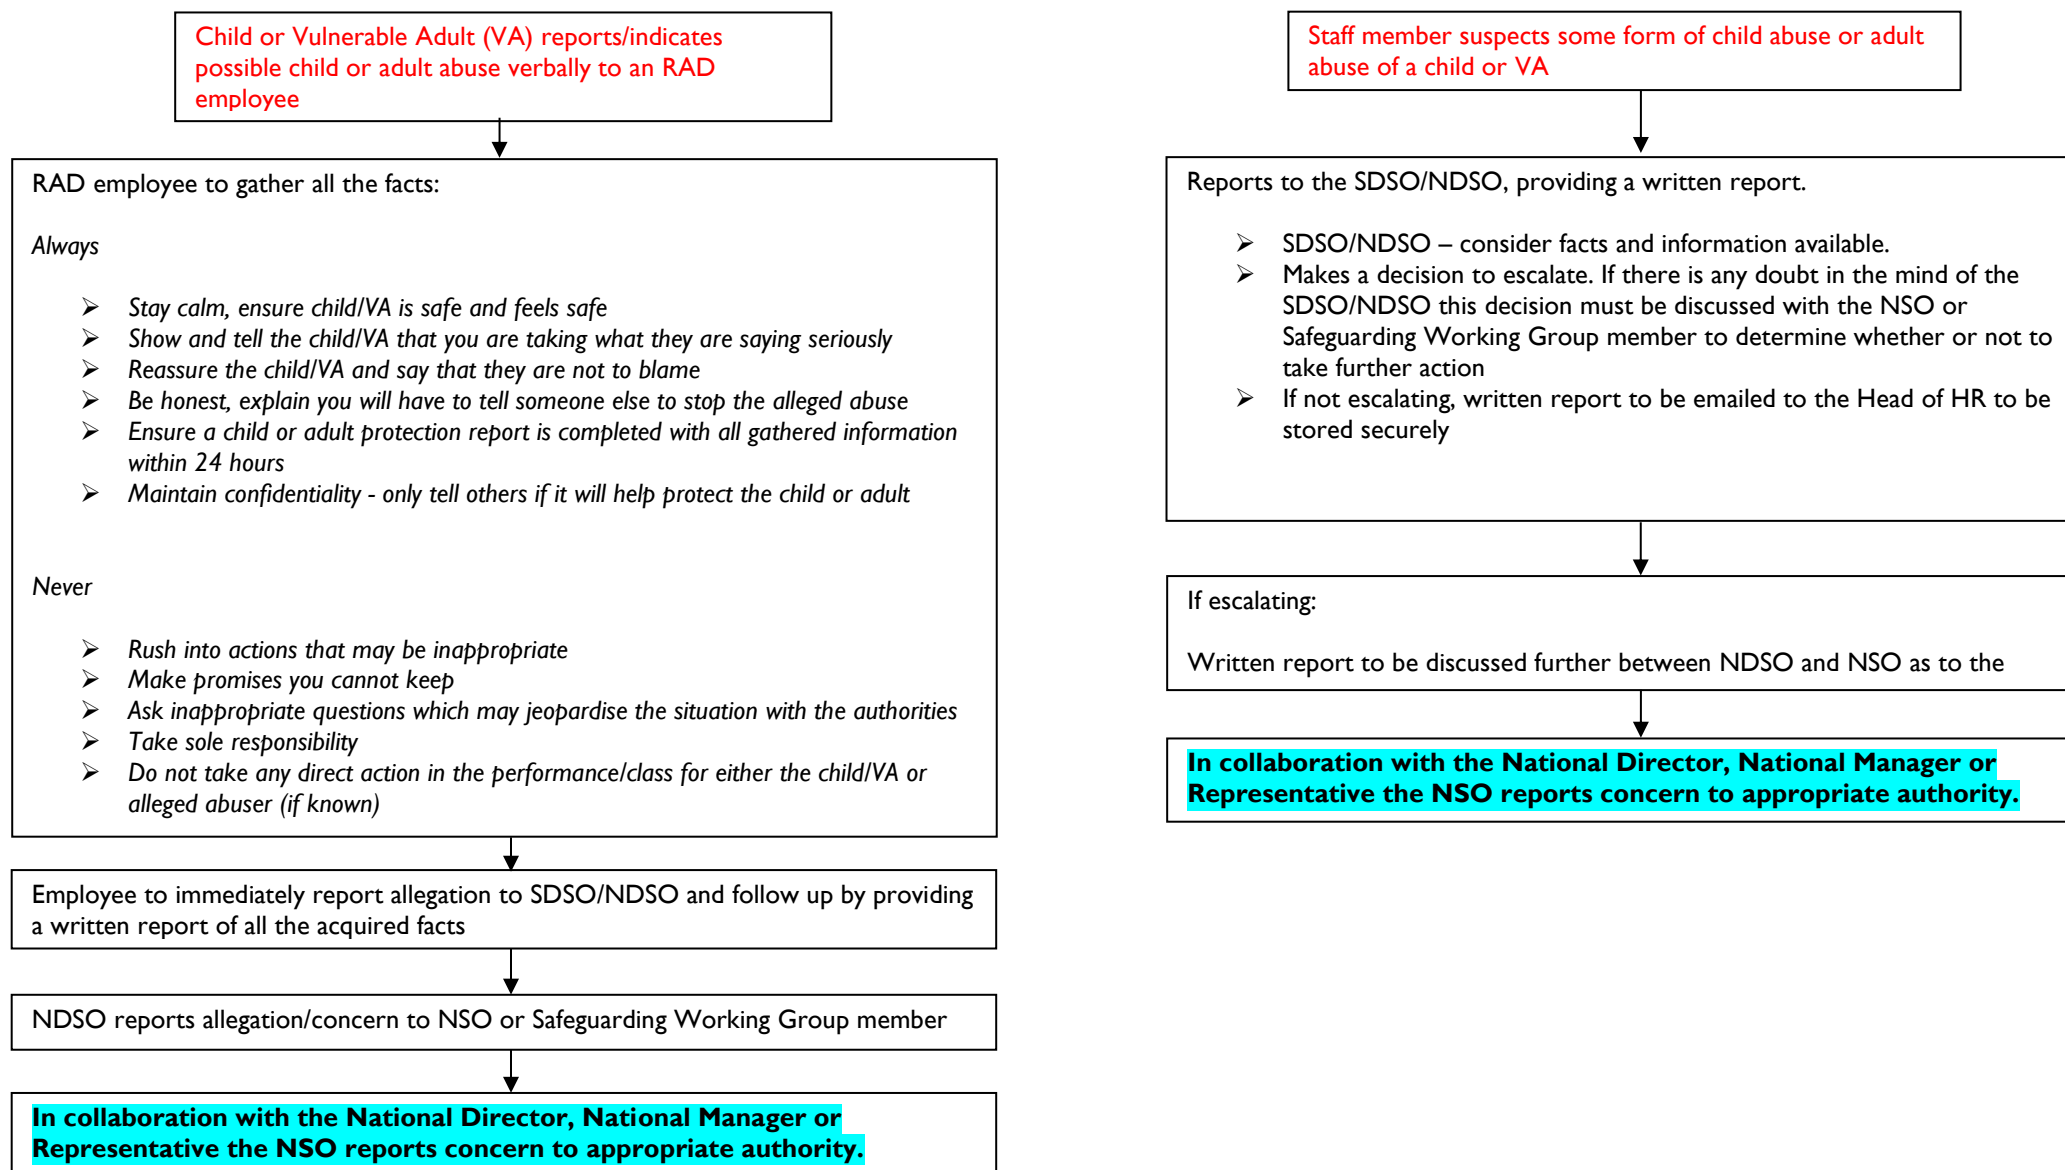 Child or Vulnerable Adult (VA) reports/indicates
possible child or adult abuse verbally to an RAD
employee
RAD employee to gather all the facts:
Always
➢ Stay calm, ensure child/VA is safe and feels safe
➢ Show and tell the child/VA that you are taking what they are saying seriously
➢ Reassure the child/VA and say that they are not to blame
➢ Be honest, explain you will have to tell someone else to stop the alleged abuse
➢ Ensure a child or adult protection report is completed with all gathered information
within 24 hours
➢ Maintain confidentiality - only tell others if it will help protect the child or adult
Never
➢ Rush into actions that may be inappropriate
➢ Make promises you cannot keep
➢ Ask inappropriate questions which may jeopardise the situation with the authorities
➢ Take sole responsibility
➢ Do not take any direct action in the performance/class for either the child/VA or
alleged abuser (if known)
Employee to immediately report allegation to SDSO/NDSO and follow up by providing
a written report of all the acquired facts
NDSO reports allegation/concern to NSO or Safeguarding Working Group member
In collaboration with the National Director, National Manager or
Representative the NSO reports concern to appropriate authority.
Staff member suspects some form of child abuse or adult
abuse of a child or VA
Reports to the SDSO/NDSO, providing a written report.
➢ SDSO/NDSO – consider facts and information available.
➢ Makes a decision to escalate. If there is any doubt in the mind of the
SDSO/NDSO this decision must be discussed with the NSO or
Safeguarding Working Group member to determine whether or not to
take further action
➢ If not escalating, written report to be emailed to the Head of HR to be
stored securely
If escalating:
Written report to be discussed further between NDSO and NSO as to the
In collaboration with the National Director, National Manager or
Representative the NSO reports concern to appropriate authority.